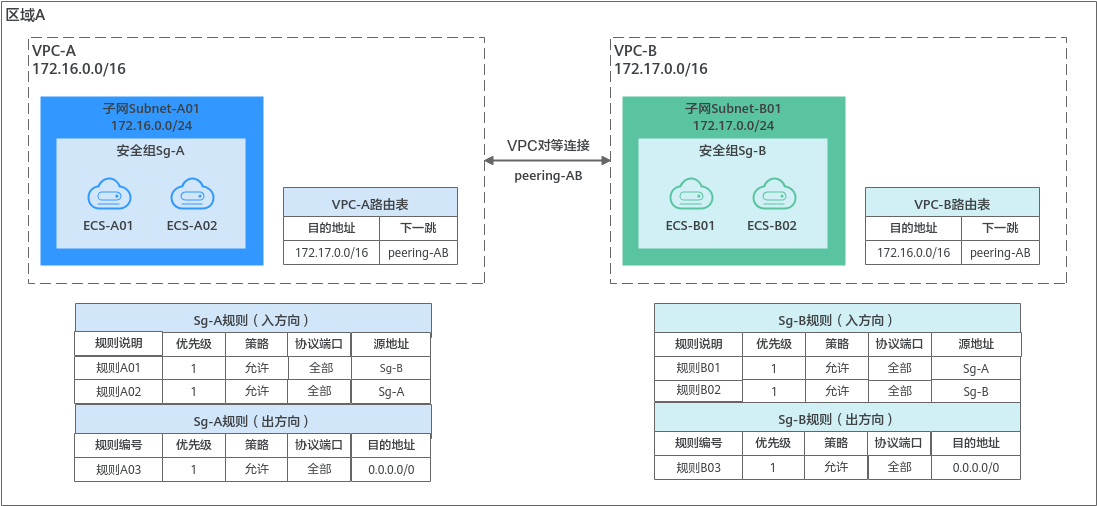 区域A
VPC-A
172.16.0.0/16
子网Subnet-A01
172.16.0.0/24
安全组Sg-A
ECS-A01 ECS-A02
VPC-A路由表
目的地址 下一跳
172.17.0.0/16 peering-AB
VPC对等连接
peering-AB
VPC-B
172.17.0.0/16
子网Subnet-B01
172.17.0.0/24
安全组Sg-B
ECS-B01 ECS-B02
VPC-B路由表
目的地址 下一跳
172.16.0.0/16 peering-AB
Sg-A规则（入方向）
规则说明 优先级 策略 协议端口 源地址
规则A01 1 允许 全部 Sg-B
规则A02 1 允许 全部 Sg-A
Sg-A规则（出方向）
规则编号 优先级 策略 协议端口 目的地址
规则A03 1 允许 全部 0.0.0.0/0
Sg-B规则（入方向）
规则说明 优先级 策略 协议端口 源地址
规则B01 1 允许 全部 Sg-A
规则B02 1 允许 全部 Sg-B
Sg-B规则（出方向）
规则编号 优先级 策略 协议端口 目的地址
规则B03 1 允许 全部 0.0.0.0/0